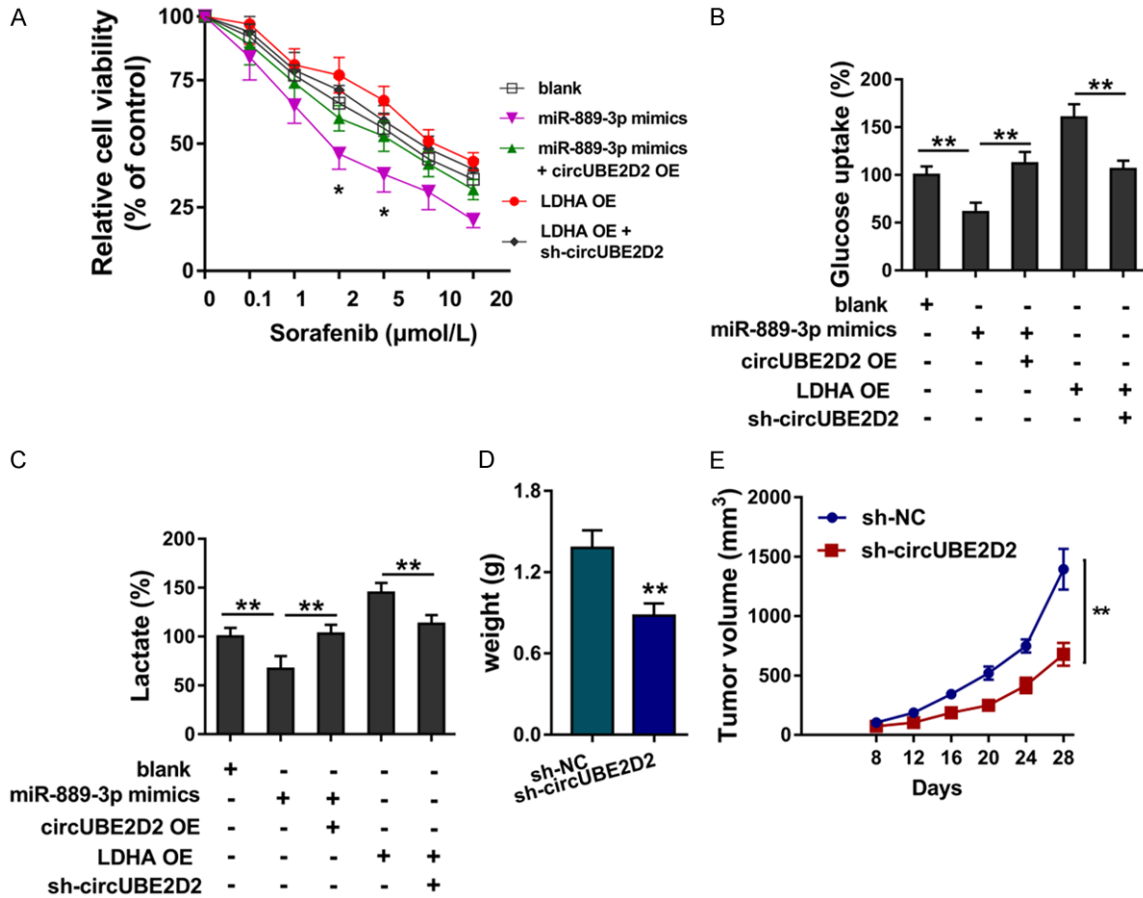 A
Relative cell viability
(% of control)
100
75
50
25
0
0 0.1 1 2 5 10 20
Sorafenib (μmol/L)
*
*
blank
miR-889-3p mimics
miR-889-3p mimics
+ circUBE2D2 OE
LDHA OE
LDHA OE +
sh-circUBE2D2
B
Glucose uptake (%)
200
150
100
50
0
** ** **
blank + - - - -
miR-889-3p mimics - + + - -
circUBE2D2 OE - - + - -
LDHA OE - - - + +
sh-circUBE2D2 - - - - +
C
Lactate (%)
200
150
100
50
0
** ** **
blank + - - - -
miR-889-3p mimics - + + - -
circUBE2D2 OE - - + - -
LDHA OE - - - + +
sh-circUBE2D2 - - - - +
D
weight (g)
1.8
1.2
0.6
0.0
**
sh-NC
sh-circUBE2D2
E
Tumor volume (mm³)
2000
1500
1000
500
0
sh-NC
sh-circUBE2D2
**
8 12 16 20 24 28
Days